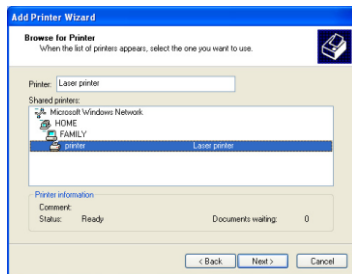 Add Printer Wizard
Browse for Printer
When the list of printers appears, select the one you want to use.
Printer: Laser printer
Shared printers:
Microsoft Windows Network
HOME
FAMILY
printer Laser printer
Printer information
Comment:
Status: Ready Documents waiting: 0
< Back Next > Cancel